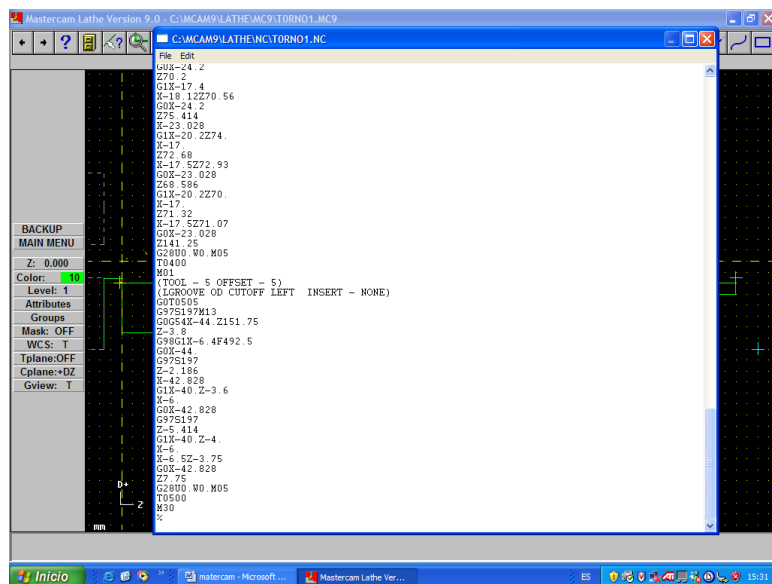 Mastercam Lathe Version 9.0 - C:\MCAM9\LATHE\MC9\TORNO1.MC9
C:\MCAM9\LATHE\NC\TORNO1.NC
File Edit
G0X-24.2
Z70.2
G1X-17.4
X-18.12Z70.56
G0X-24.2
Z75.414
X-23.028
G1X-20.2Z74.
X-17.
Z72.68
X-17.5Z72.93
G0X-23.028
Z68.586
G1X-20.2Z70.
X-17.
Z71.32
X-17.5Z71.07
G0X-23.028
Z141.25
G28U0.W0.M05
T0400
M01
(TOOL - 5 OFFSET - 5)
(LGROOVE OD CUTOFF LEFT INSERT - NONE)
G0T0505
G97S197M13
G0G54X-44.Z151.75
Z-3.8
G98G1X-6.4F492.5
G0X-44.
G97S197
Z-2.186
X-42.828
G1X-40.Z-3.6
X-6.
G0X-42.828
G97S197
Z-5.414
G1X-40.Z-4.
X-6.
X-6.5Z-3.75
G0X-42.828
Z7.75
G28U0.W0.M05
T0500
M30
%
BACKUP
MAIN MENU
Z: 0.000
Color: 10
Level: 1
Attributes
Groups
Mask: OFF
WCS: T
Tplane:OFF
Cplane:+DZ
Gview: T
D+
Z
mm
Inicio
matercam - Microsoft ...
Mastercam Lathe Ver...
ES
15:31